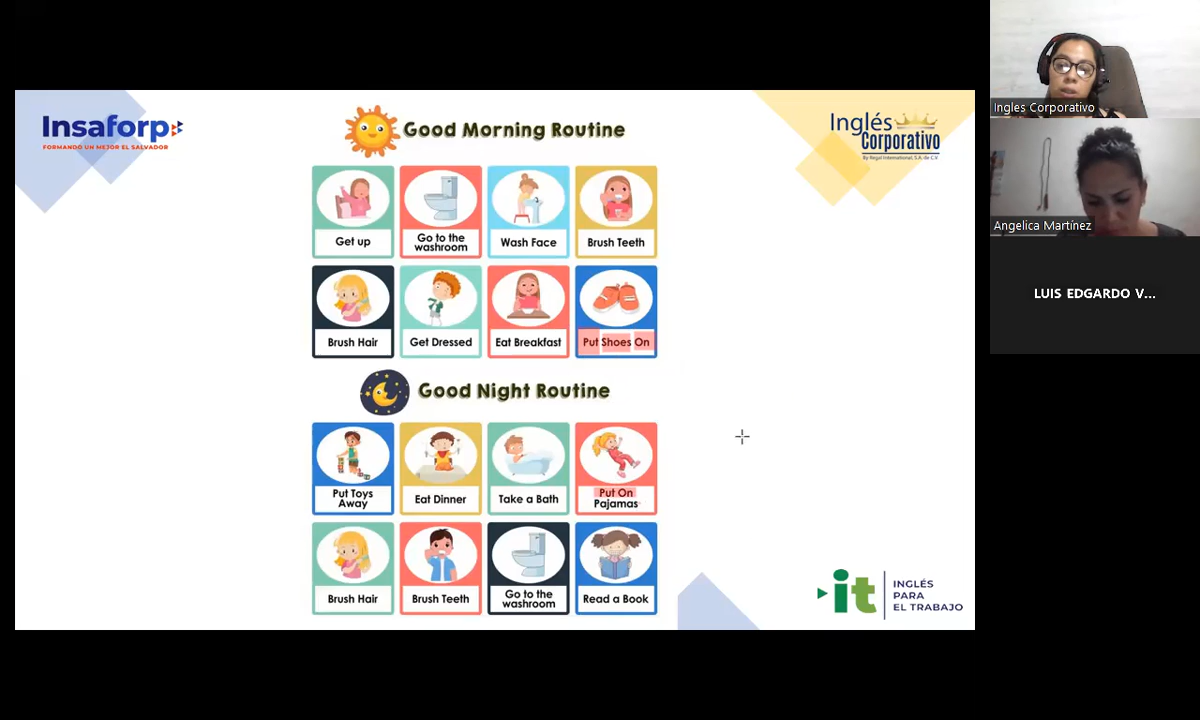 Insaforp
FORMANDO UN MEJOR EL SALVADOR
Good Morning Routine
Inglés
Corporativo
By Regal International, S.A. de C.V
Get up
Go to the
washroom
Wash Face
Brush Teeth
Brush Hair
Get Dressed
Eat Breakfast
Put Shoes On
Good Night Routine
Put Toys
Away
Eat Dinner
Take a Bath
Put On
Pajamas
Brush Hair
Brush Teeth
Go to the
washroom
Read a Book
it
INGLÉS
PARA
EL TRABAJO
Ingles Corporativo
Angelica Martínez
LUIS EDGARDO V...